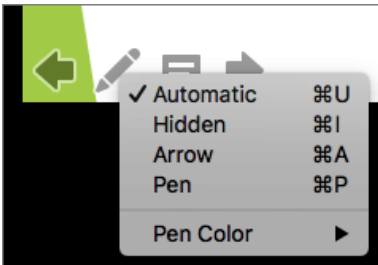 ✓ Automatic ⌘U
Hidden ⌘I
Arrow ⌘A
Pen ⌘P
Pen Color ▶